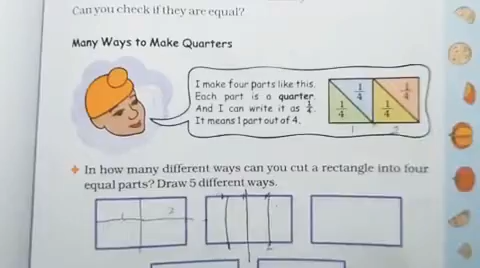 Can you check if they are equal?
Many Ways to Make Quarters
I make four parts like this.
Each part is a quarter.
And I can write it as 1/4.
It means 1 part out of 4.
1/4 1/4
1/4 1/4
1 2
In how many different ways can you cut a rectangle into four
equal parts? Draw 5 different ways.